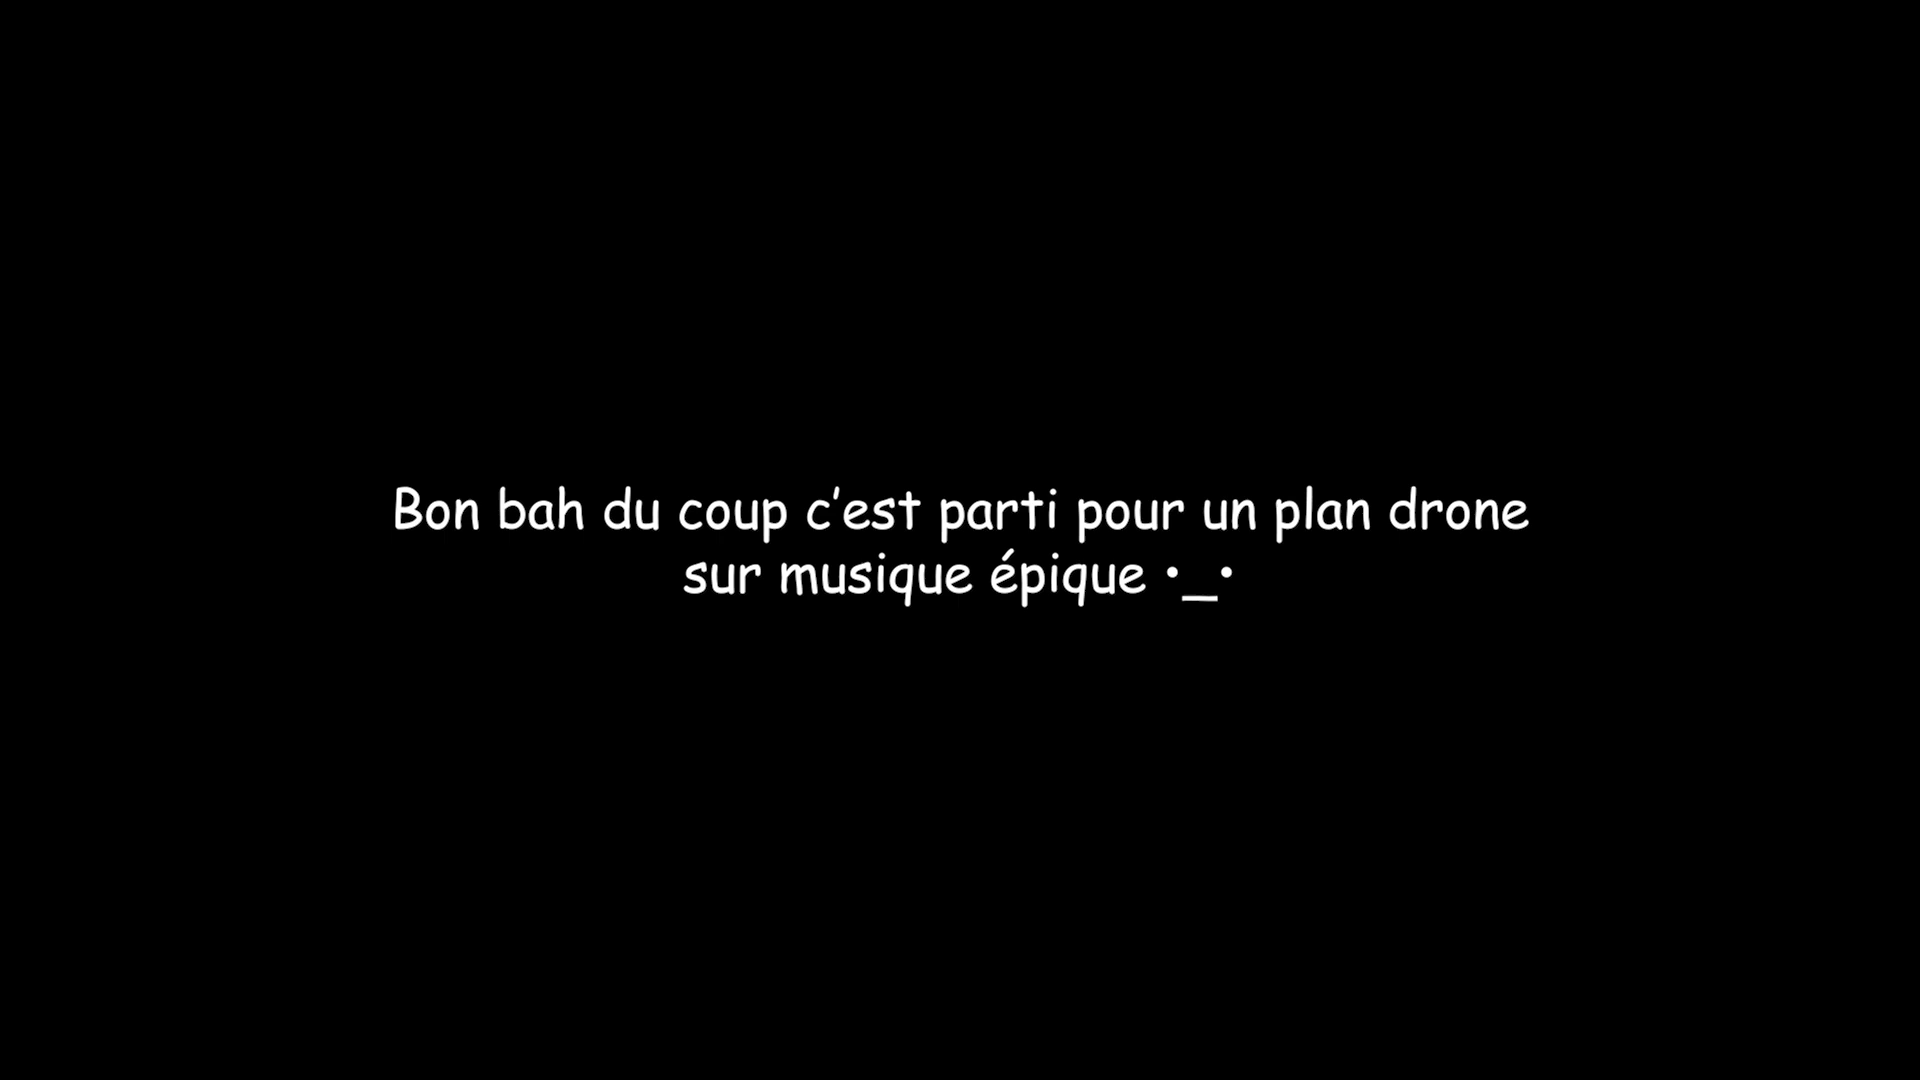 Bon bah du coup c’est parti pour un plan drone
sur musique épique •_•